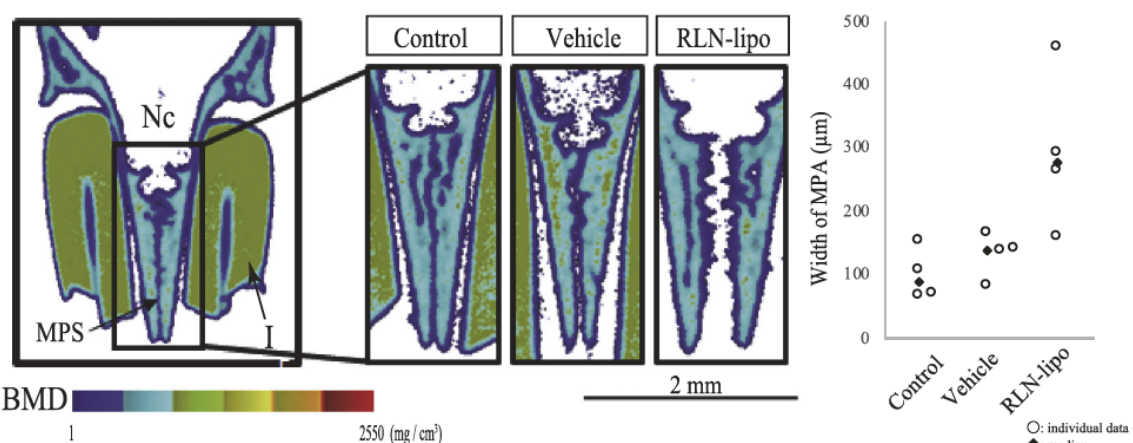 Control
Vehicle
RLN-lipo
Nc
MPS
I
BMD
1
2550 (mg / cm³)
2 mm
Width of MPA (μm)
500
400
300
200
100
0
Control
Vehicle
RLN-lipo
○: individual data